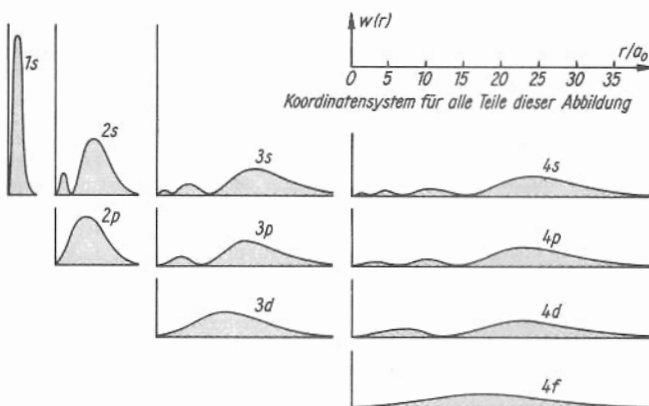 w(r)
r/a₀
0 5 10 15 20 25 30 35
Koordinatensystem für alle Teile dieser Abbildung
1s
2s
3s
4s
2p
3p
4p
3d
4d
4f